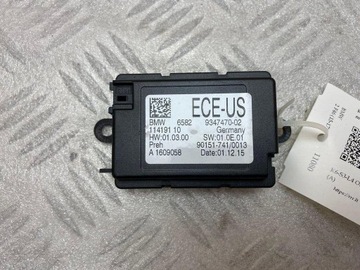 ECE-US
BMW 6582 9347470-02
114191 10 Germany
HW:01.03.00 SW:01.0E.01
Preh 90151-741/0013
A 1609058 Date:01.12.15
11080